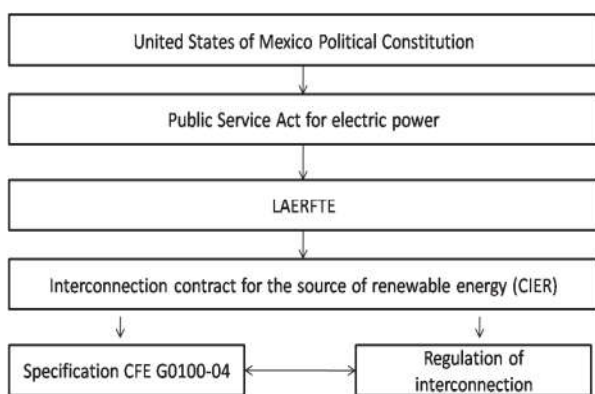 United States of Mexico Political Constitution
Public Service Act for electric power
LAERFTE
Interconnection contract for the source of renewable energy (CIER)
Specification CFE G0100-04
Regulation of
interconnection